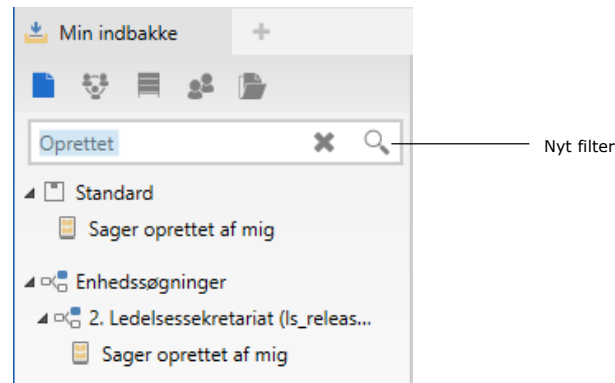 Min indbakke
Oprettet
Nyt filter
Standard
Sager oprettet af mig
Enhedssøgninger
2. Ledelsessekretariat (ls_releas...
Sager oprettet af mig